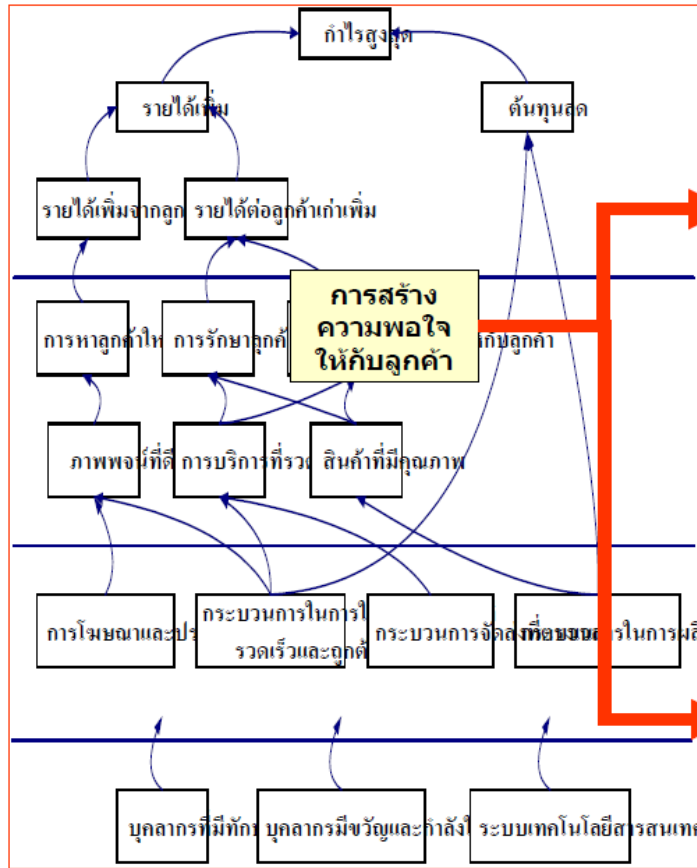 กำไรสูงสุด
รายได้เพิ่ม
ต้นทุนลด
รายได้เพิ่มจากลูก
รายได้ต่อลูกค้าเก่าเพิ่ม
การสร้าง
ความพอใจ
ให้กับลูกค้า
การหาลูกค้าให
การรักษาลูกค้
ห้กับลูกค้า
ภาพพจน์ที่ดี
การบริการที่รวด
สินค้าที่มีคุณภาพ
การโฆษณาและประ
กระบวนการในการใ
รวดเร็วและถูกต้
กระบวนการจัดส่ง
ในการผลิ
บุคลากรที่มีทักษ
บุคลากรมีขวัญและกำลังใ
ระบบเทคโนโลยีสารสนเทศ